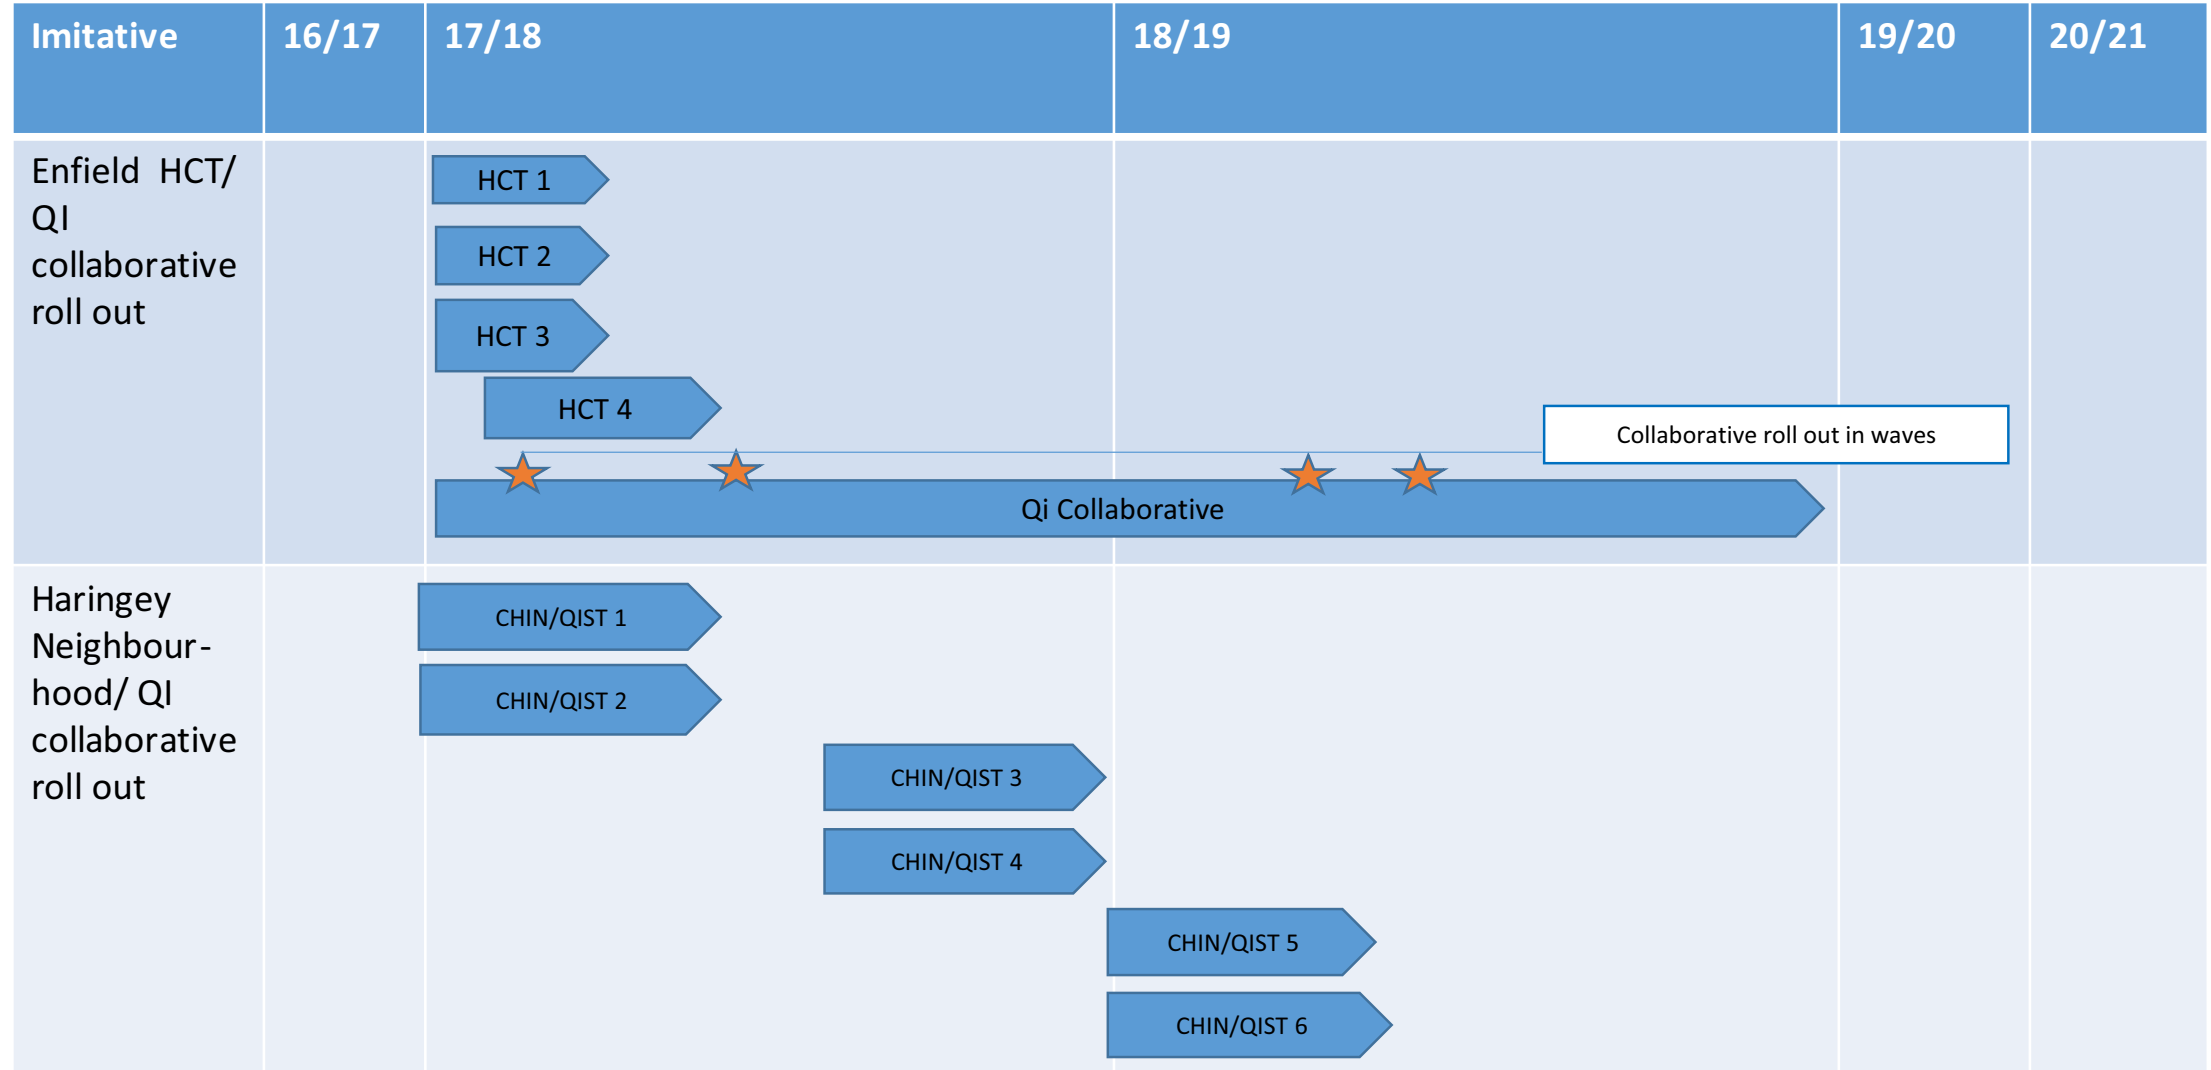 Imitative
16/17
17/18
18/19
19/20
20/21
Enfield HCT/
QI
collaborative
roll out
HCT 1
HCT 2
HCT 3
HCT 4
Collaborative roll out in waves
Qi Collaborative
Haringey
Neighbour-
hood/ QI
collaborative
roll out
CHIN/QIST 1
CHIN/QIST 2
CHIN/QIST 3
CHIN/QIST 4
CHIN/QIST 5
CHIN/QIST 6